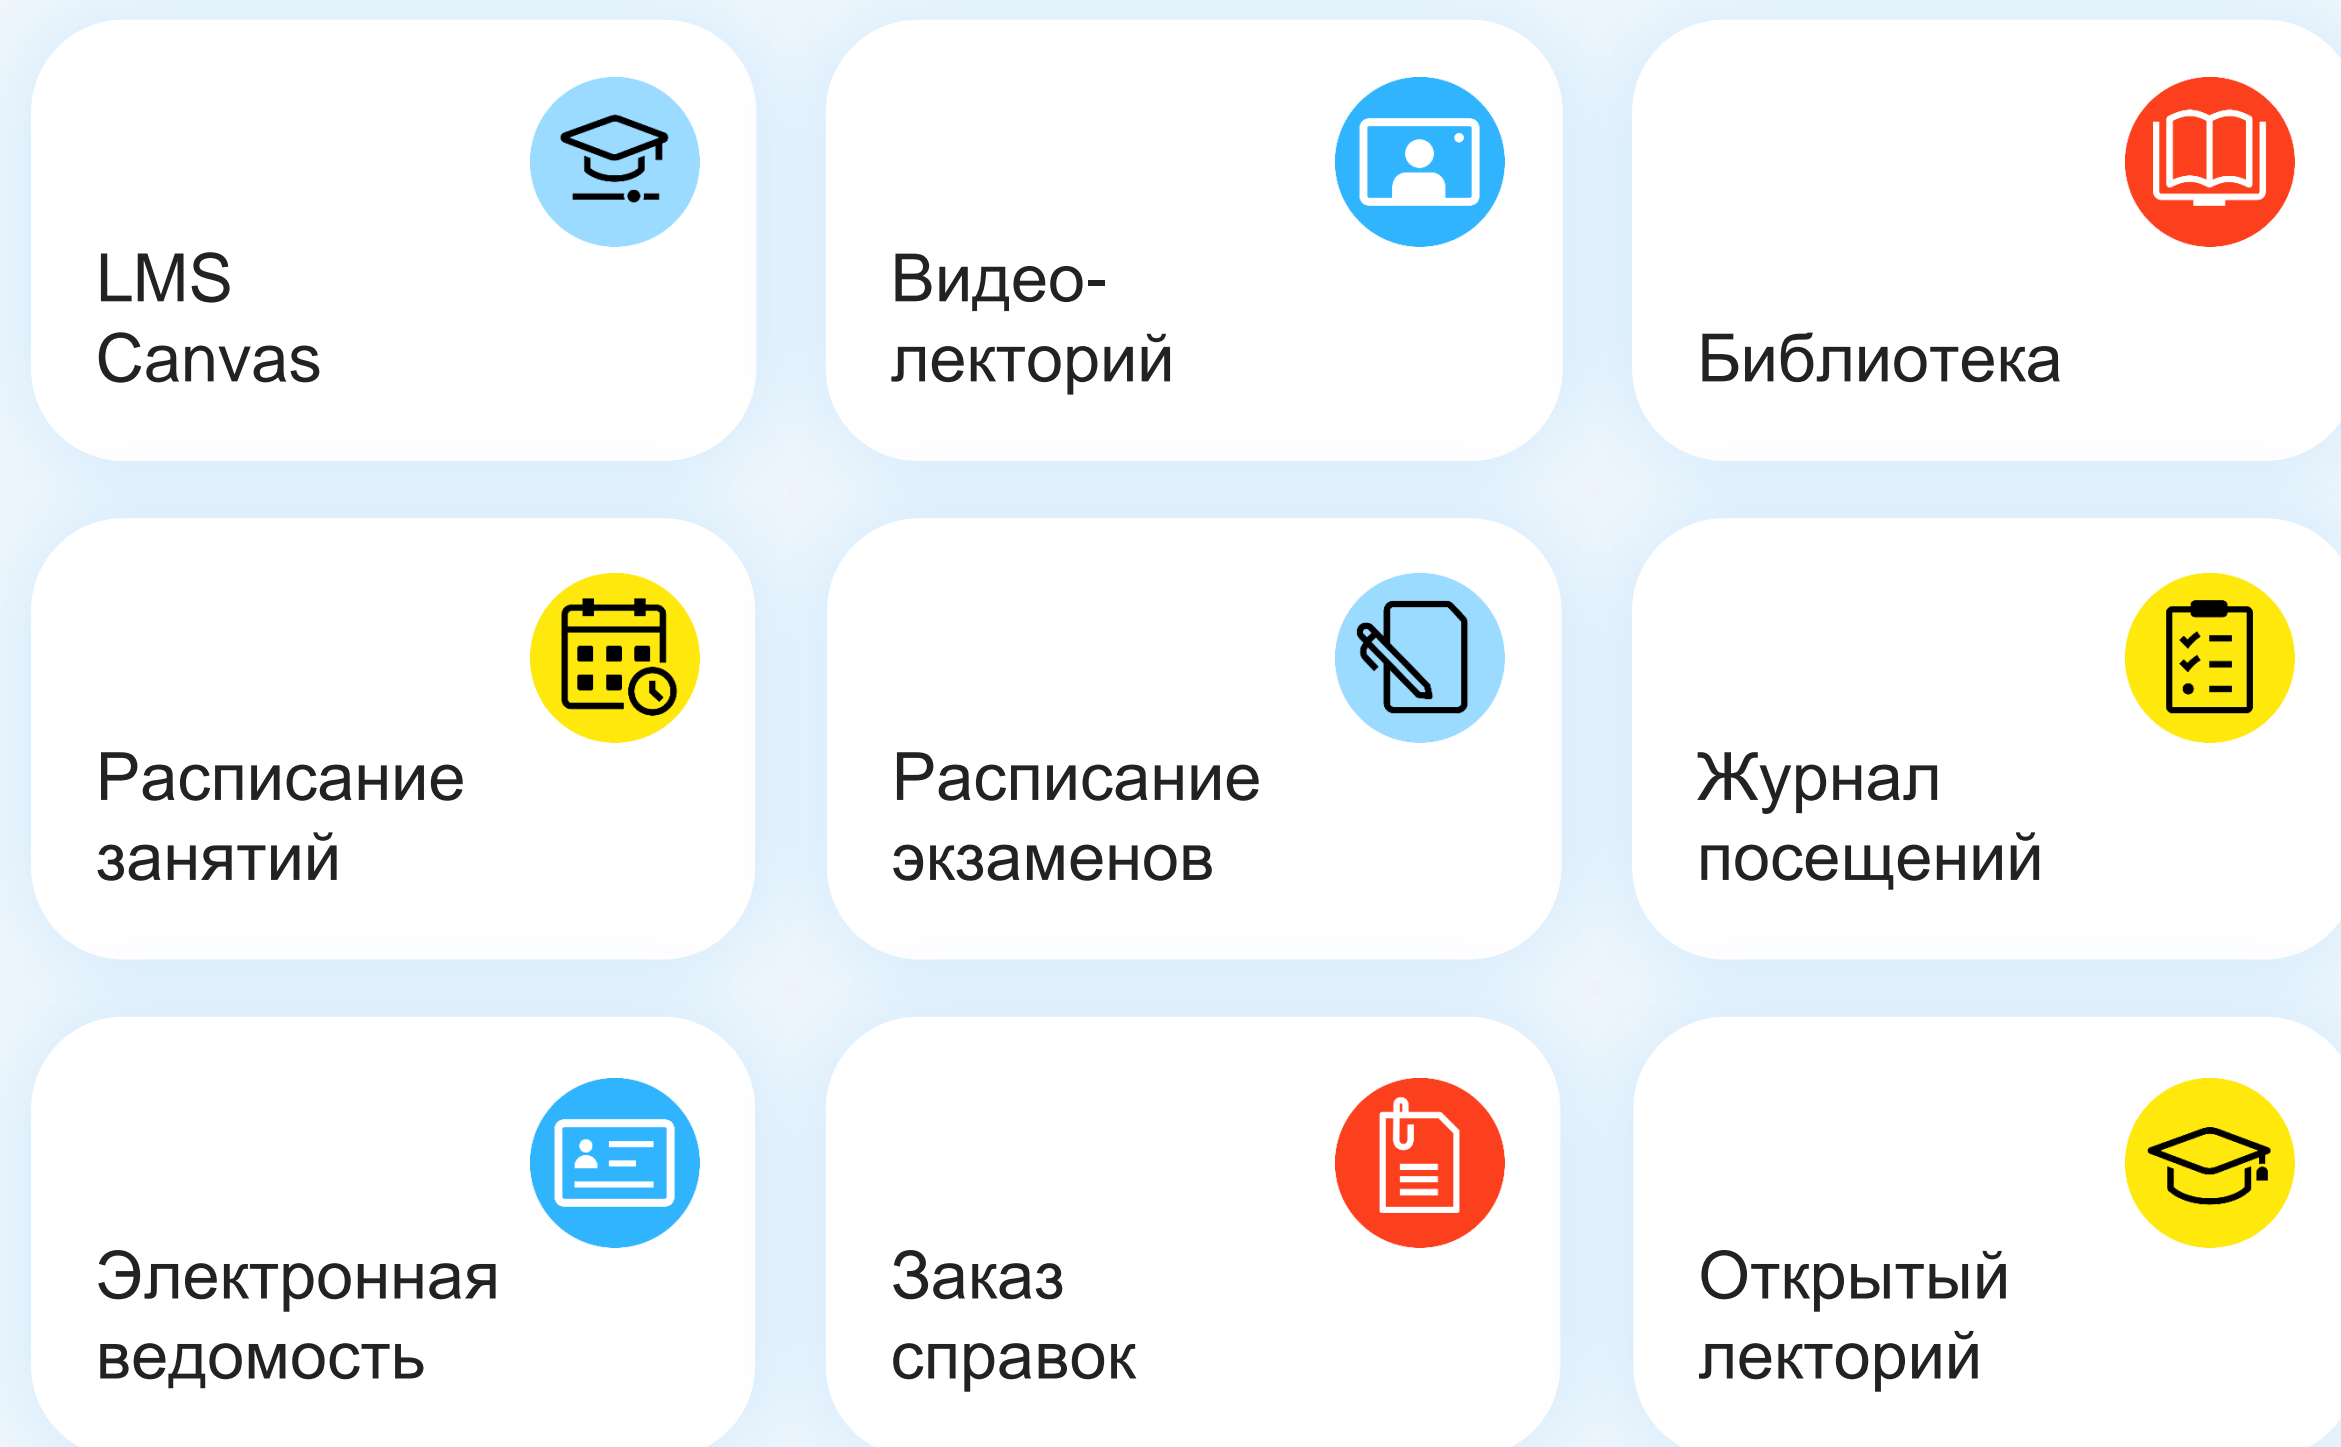 LMS
Canvas
Видео-
лекторий
Библиотека
Расписание
занятий
Расписание
экзаменов
Журнал
посещений
Электронная
ведомость
Заказ
справок
Открытый
лекторий